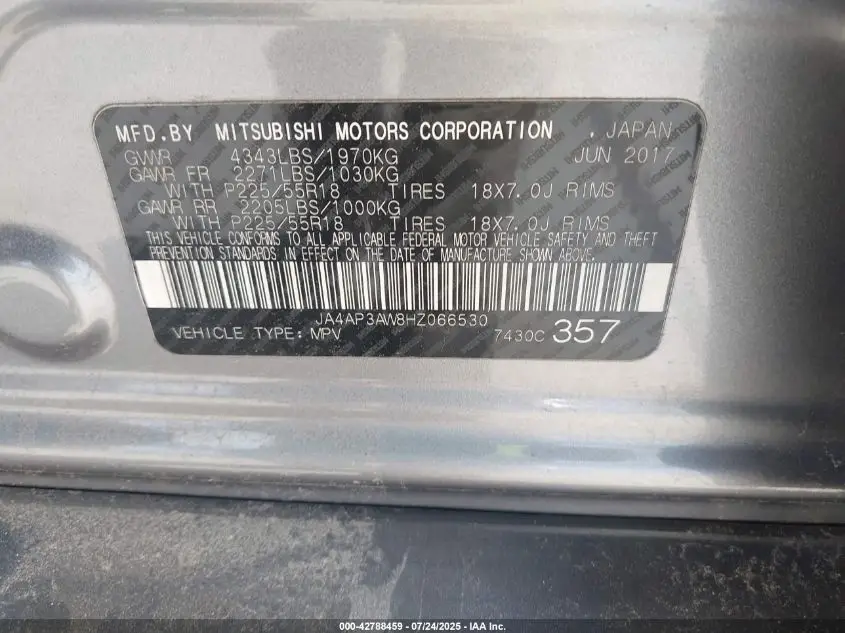 MFD.BY MITSUBISHI MOTORS CORPORATION . JAPAN
GVWR 4343LBS/1970KG JUN 2017
GAWR FR 2271LBS/1030KG
WITH P225/55R18 TIRES 18X7.0J RIMS
GAWR RR 2205LBS/1000KG
WITH P225/55R18 TIRES 18X7.0J RIMS
THIS VEHICLE CONFORMS TO ALL APPLICABLE FEDERAL MOTOR VEHICLE SAFETY AND THEFT
PREVENTION STANDARDS IN EFFECT ON THE DATE OF MANUFACTURE SHOWN ABOVE.
JA4AP3AW8HZ066530
VEHICLE TYPE: MPV 7430C 357
000-42788459 - 07/24/2025 - IAA Inc.